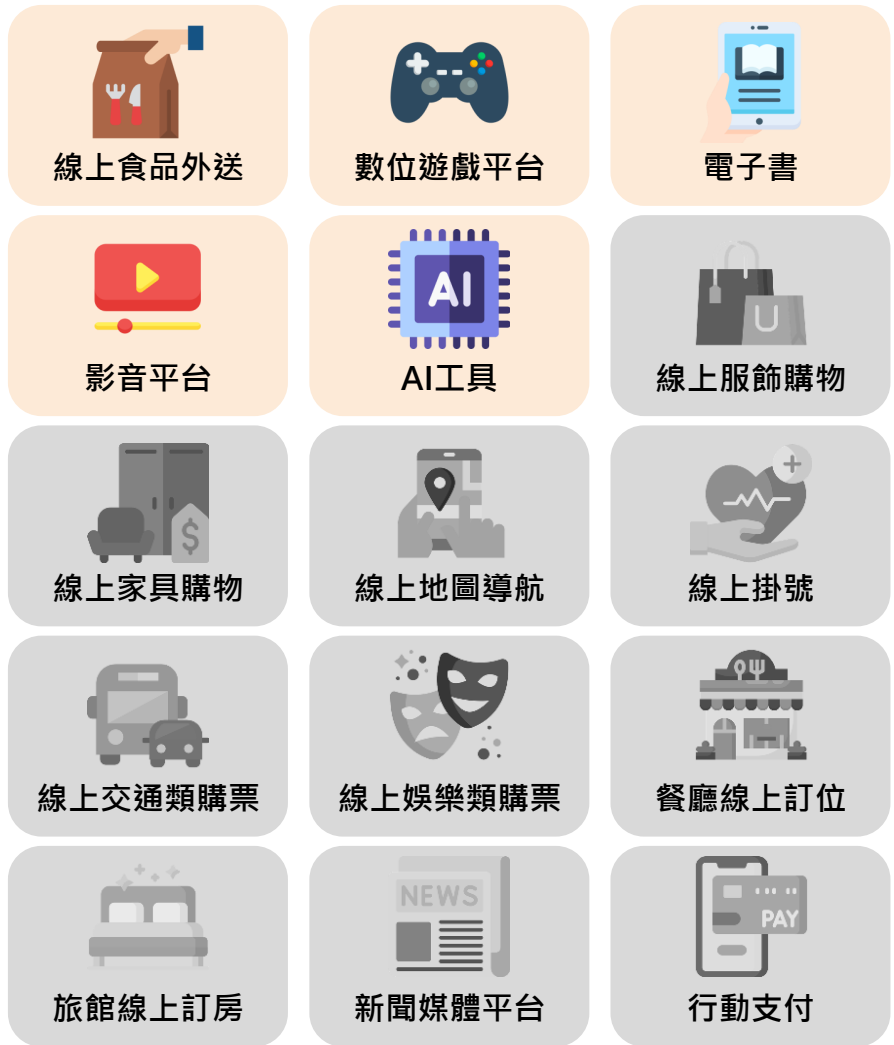 線上食品外送
數位遊戲平台
電子書
影音平台
AI
AI工具
U
線上服飾購物
$
線上家具購物
線上地圖導航
線上掛號
線上交通類購票
線上娛樂類購票
餐廳線上訂位
旅館線上訂房
NEWS
新聞媒體平台
PAY
行動支付